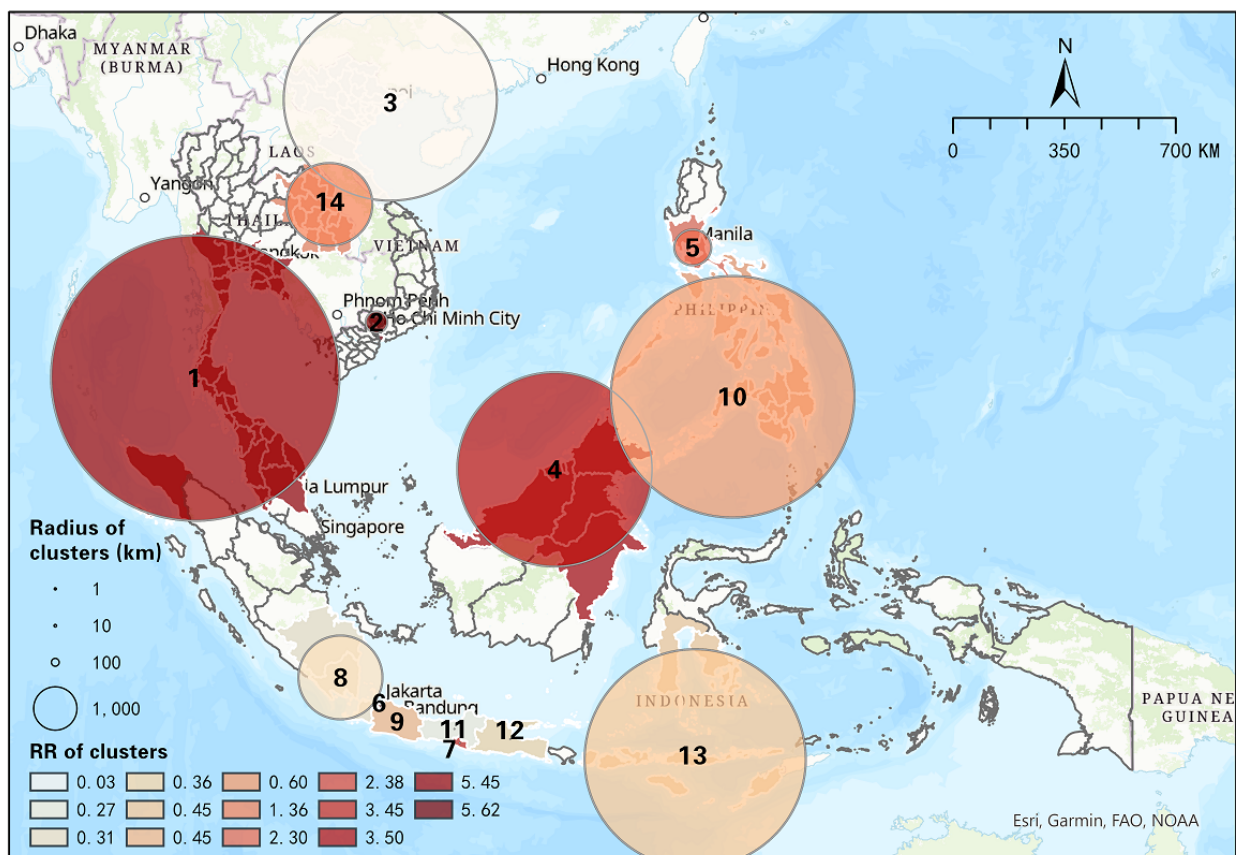 Dhaka
MYANMAR
(BURMA)
Hong Kong
3
N
0 350 700 KM
LAOS
Yangon
14
VIETNAM
Manila
5
Phnom Penh
2
Ho Chi Minh City
PHILIPPIN
1
10
4
ia Lumpur
Singapore
Radius of
clusters (km)
1
10
100
1,000
8
6
Jakarta
Bandung
9
11
12
7
INDONESIA
13
PAPUA NE
GUINEA
RR of clusters
0.03 0.36 0.60 2.38 5.45
0.27 0.45 1.36 3.45 5.62
0.31 0.45 2.30 3.50
Esri, Garmin, FAO, NOAA